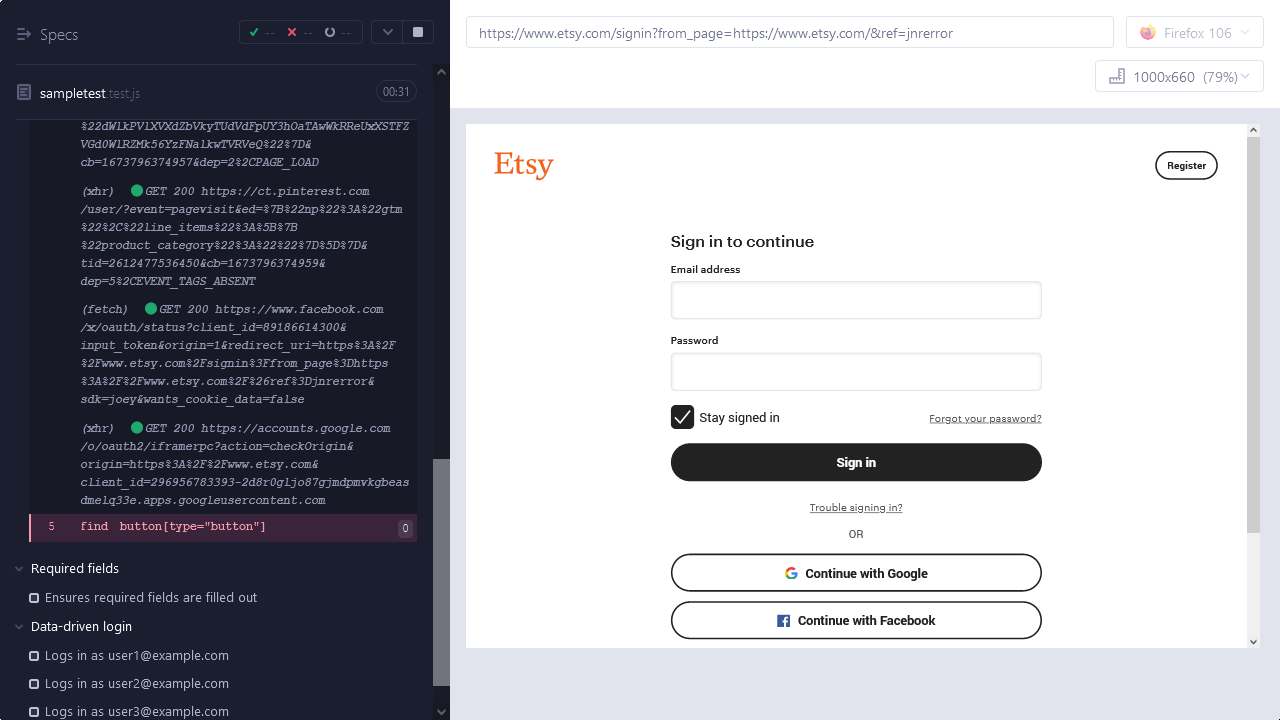 Specs
--
--
--
https://www.etsy.com/signin?from_page=https://www.etsy.com/&ref=jnrerror
Firefox 106
1000x660 (79%)
sampletest.test.js
00:31
%22dWlkPVlXVXdZbVkyTUdVdFpUY3hOaTAwWkRReUxXSTFZ
VGd0WlRZMk56YzFNalkwTVRVeQ%22%7D&
cb=1673796374957&dep=2%2CPAGE_LOAD
(xhr) GET 200 https://ct.pinterest.com
/user/?event=pagevisit&ed=%7B%22np%22%3A%22gtm
%22%2C%22line_items%22%3A%5B%7B
%22product_category%22%3A%22%22%7D%5D%7D&
tid=2612477536450&cb=1673796374959&
dep=5%2CEVENT_TAGS_ABSENT
(fetch) GET 200 https://www.facebook.com
/x/oauth/status?client_id=89186614300&
input_token&origin=1&redirect_uri=https%3A%2F
%2Fwww.etsy.com%2Fsignin%3Ffrom_page%3Dhttps
%3A%2F%2Fwww.etsy.com%2F%26ref%3Djnrerror&
sdk=joey&wants_cookie_data=false
(xhr) GET 200 https://accounts.google.com
/o/oauth2/iframerpc?action=checkOrigin&
origin=https%3A%2F%2Fwww.etsy.com&
client_id=296956783393-2d8r0gljo87gjmdpmvkgbeas
dmelq33e.apps.googleusercontent.com
5 find button[type="button"]
0
Required fields
Ensures required fields are filled out
Data-driven login
Logs in as user1@example.com
Logs in as user2@example.com
Logs in as user3@example.com
Etsy
Register
Sign in to continue
Email address
Password
Stay signed in
Forgot your password?
Sign in
Trouble signing in?
OR
Continue with Google
Continue with Facebook